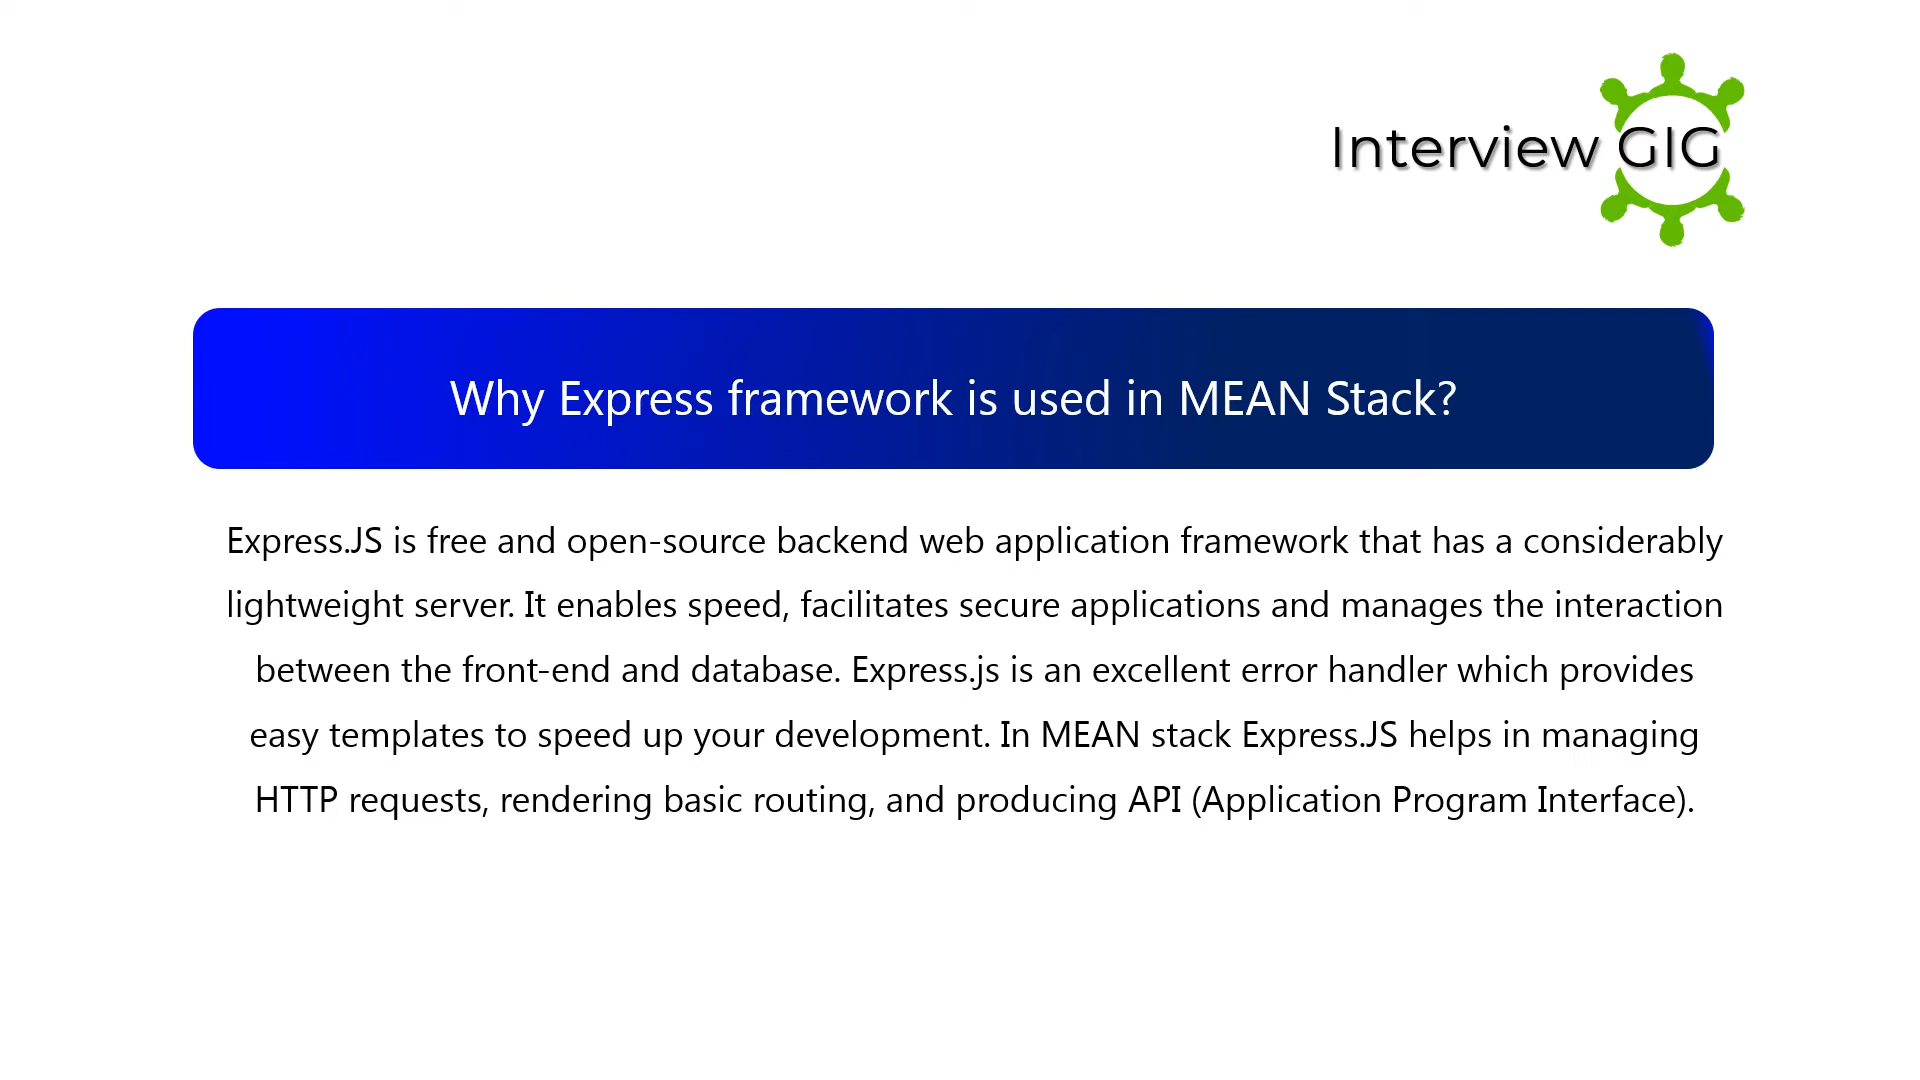 Interview GIG
Why Express framework is used in MEAN Stack?
Express.JS is free and open-source backend web application framework that has a considerably
lightweight server. It enables speed, facilitates secure applications and manages the interaction
between the front-end and database. Express.js is an excellent error handler which provides
easy templates to speed up your development. In MEAN stack Express.JS helps in managing
HTTP requests, rendering basic routing, and producing API (Application Program Interface).